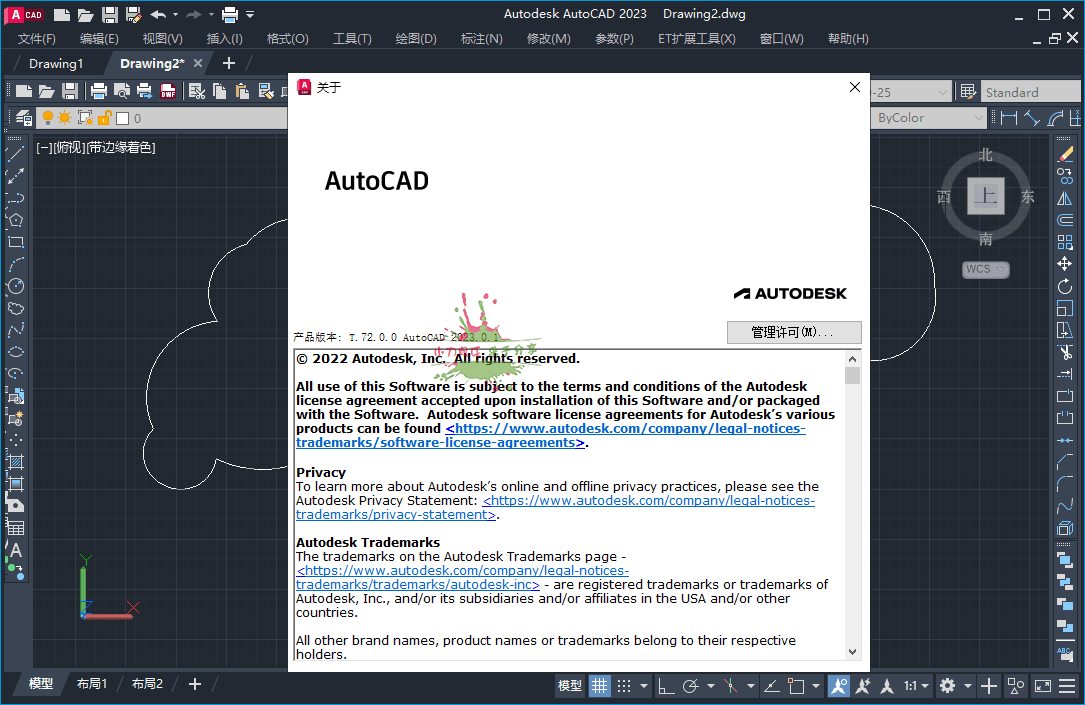 A CAD
Autodesk AutoCAD 2023 Drawing2.dwg
文件(F) 编辑(E) 视图(V) 插入(I) 格式(O) 工具(T) 绘图(D) 标注(N) 修改(M) 参数(P) ET扩展工具(X) 窗口(W) 帮助(H)
Drawing1 Drawing2*
DWF
-25 Standard
0 ByColor
[−][俯视][带边缘着色]
北
西 上 东
南
WCS
关于
AutoCAD
AUTODESK
产品版本: T.72.0.0 AutoCAD 2023.0.1
管理许可(M)...
© 2022 Autodesk, Inc.  All rights reserved.
All use of this Software is subject to the terms and conditions of the Autodesk
license agreement accepted upon installation of this Software and/or packaged
with the Software.  Autodesk software license agreements for Autodesk's various
products can be found <https://www.autodesk.com/company/legal-notices-
trademarks/software-license-agreements>.
Privacy
To learn more about Autodesk's online and offline privacy practices, please see the
Autodesk Privacy Statement: <https://www.autodesk.com/company/legal-notices-
trademarks/privacy-statement>.
Autodesk Trademarks
The trademarks on the Autodesk Trademarks page -
<https://www.autodesk.com/company/legal-notices-
trademarks/trademarks/autodesk-inc> - are registered trademarks or trademarks of
Autodesk, Inc., and/or its subsidiaries and/or affiliates in the USA and/or other
countries.
All other brand names, product names or trademarks belong to their respective
holders.
A
ABC
Y
X
模型 布局1 布局2
模型 1:1